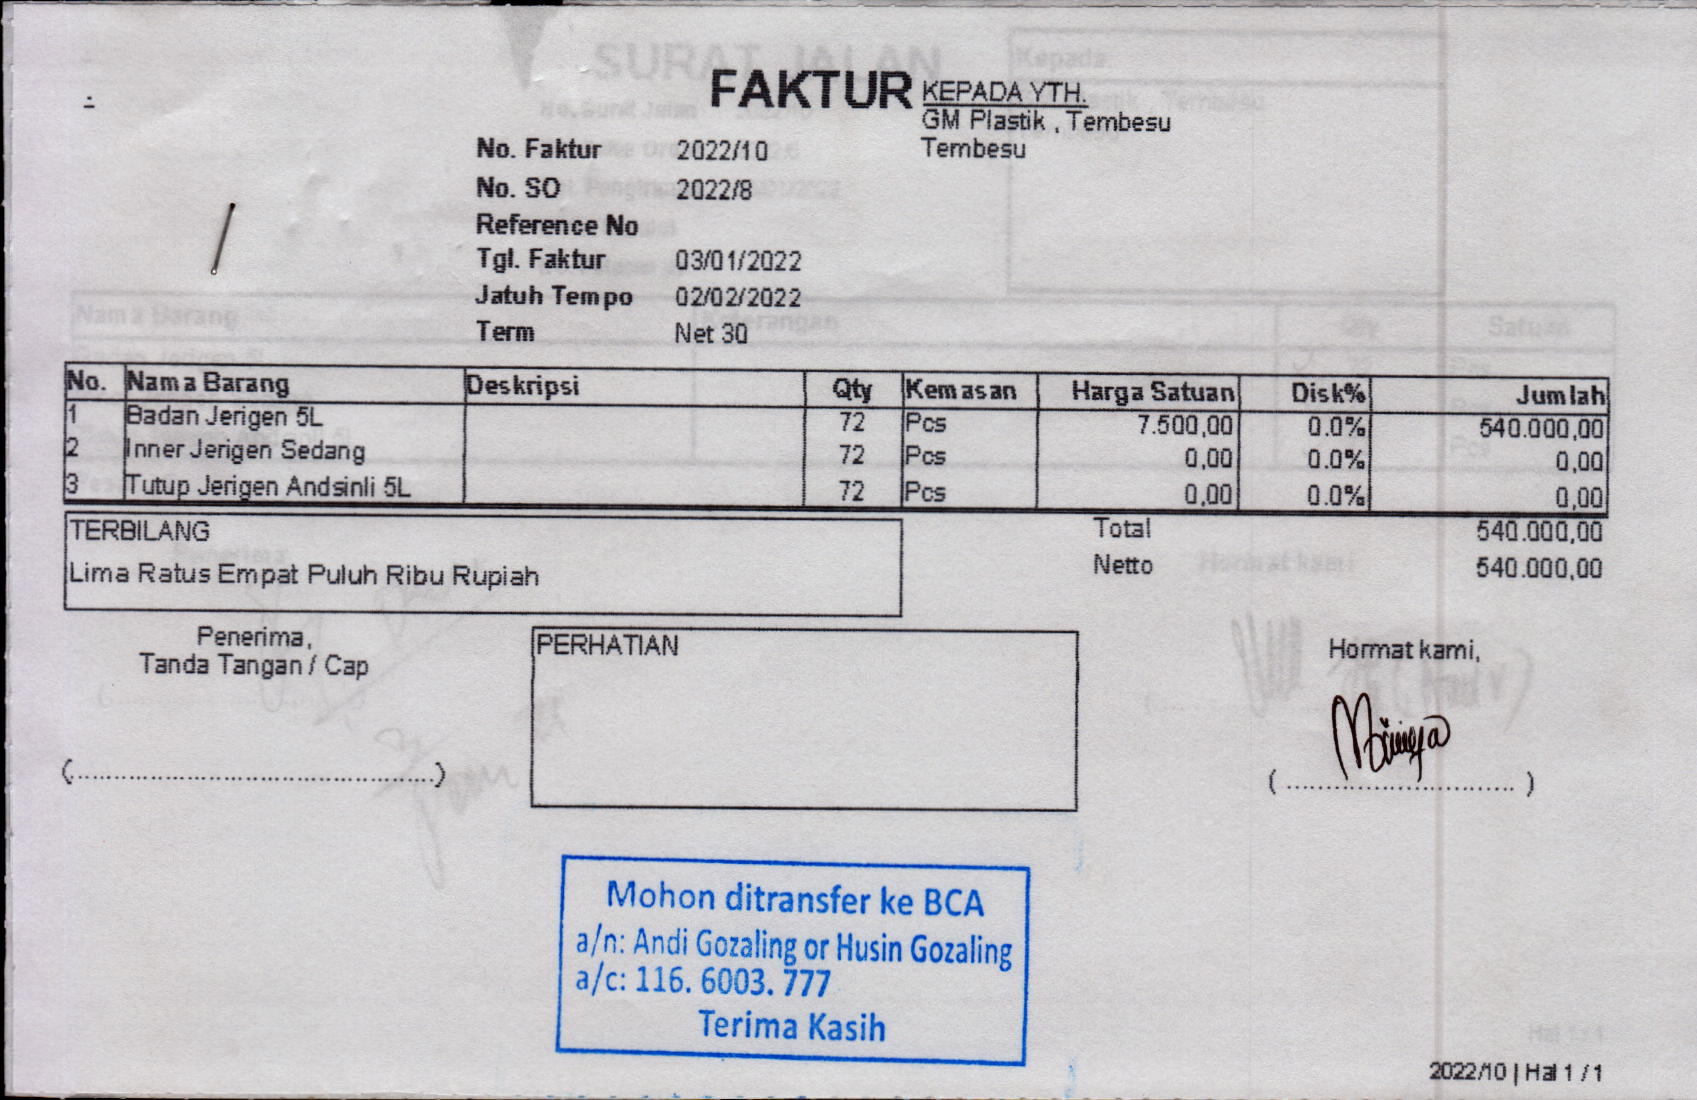 FAKTUR
KEPADA YTH.
GM Plastik , Tembesu
Tembesu
No. Faktur 2022/10
No. SO 2022/8
Reference No
Tgl. Faktur 03/01/2022
Jatuh Tempo 02/02/2022
Term Net 30
No. Nama Barang Deskripsi Qty Kemasan Harga Satuan Disk% Jumlah
1 Badan Jerigen 5L 72 Pcs 7.500,00 0.0% 540.000,00
2 Inner Jerigen Sedang 72 Pcs 0,00 0.0% 0,00
3 Tutup Jerigen Andsinli 5L 72 Pcs 0,00 0.0% 0,00
TERBILANG
Lima Ratus Empat Puluh Ribu Rupiah
Total 540.000,00
Netto 540.000,00
Penerima,
Tanda Tangan / Cap
(................................................)
PERHATIAN
Hormat kami,
( .............................. )
Mohon ditransfer ke BCA
a/n: Andi Gozaling or Husin Gozaling
a/c: 116. 6003. 777
Terima Kasih
2022/10 | Hal 1 / 1